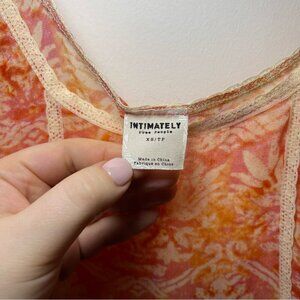 INTIMATELY
free people
XS/TP
Made in China
Fabriqué en Chine